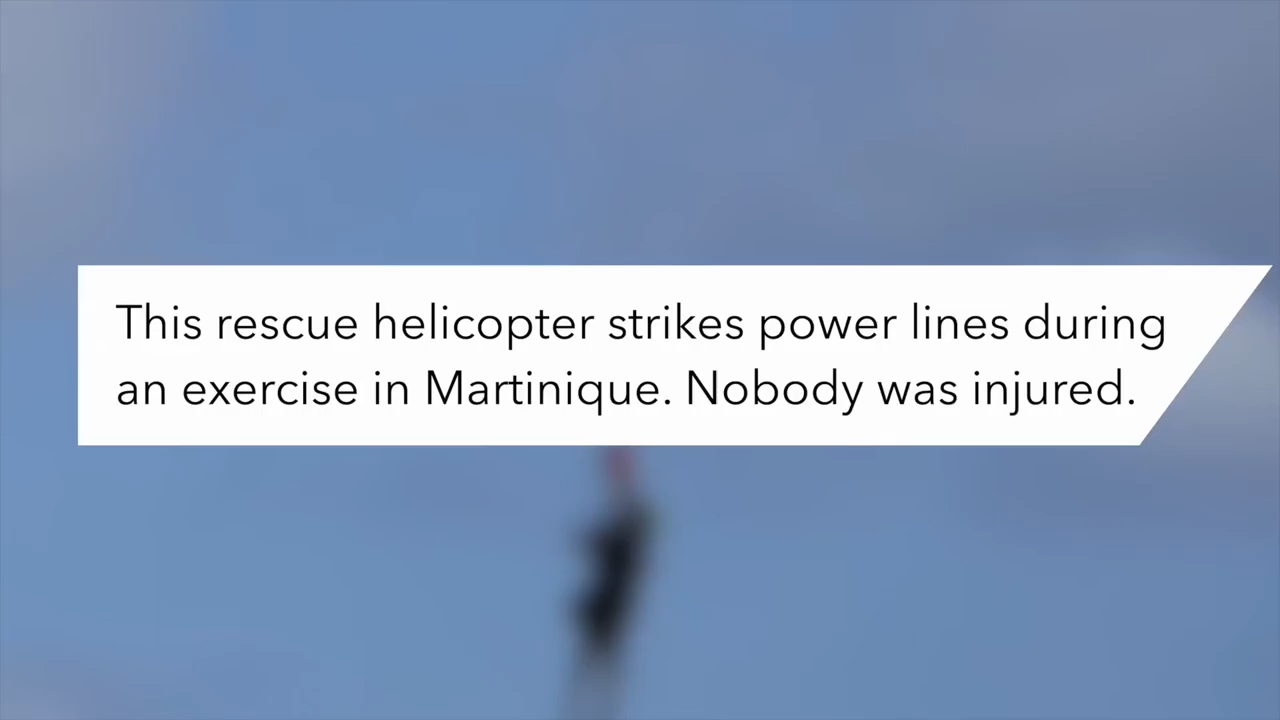 This rescue helicopter strikes power lines during
an exercise in Martinique. Nobody was injured.